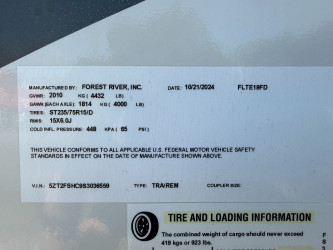 MANUFACTURED BY: FOREST RIVER, INC. DATE: 10/21/2024 FLTE19FD
GVWR: 2010 KG ( 4432 LB)
GAWR (EACH AXLE): 1814 KG ( 4000 LB)
TIRES: ST235/75R15/D
RIMS: 15X6.0J
COLD INFL. PRESSURE: 448 KPA ( 65 PSI )
THIS VEHICLE CONFORMS TO ALL APPLICABLE U.S. FEDERAL MOTOR VEHICLE SAFETY
STANDARDS IN EFFECT ON THE DATE OF MANUFACTURE SHOWN ABOVE.
V.I.N.: 5ZT2FSHC9S3036559 TYPE: TRA/REM COUPLER SIZE:
TIRE AND LOADING INFORMATION
The combined weight of cargo should never exceed
419 kgs or 923 lbs.